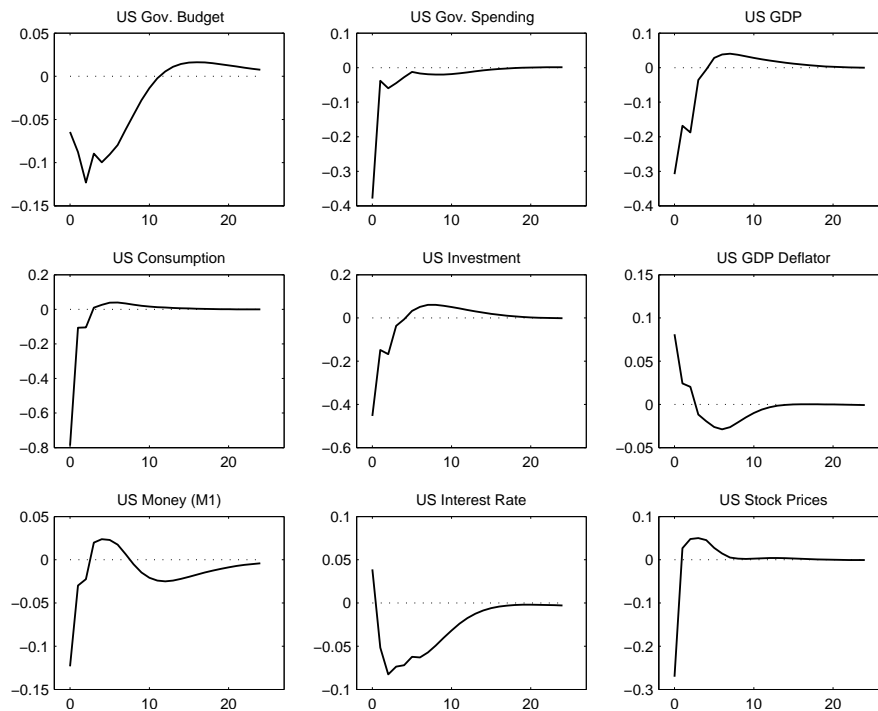 US Gov. Budget
0.05
0
−0.05
−0.1
−0.15
0 10 20
US Gov. Spending
0.1
0
−0.1
−0.2
−0.3
−0.4
0 10 20
US GDP
0.1
0
−0.1
−0.2
−0.3
−0.4
0 10 20
US Consumption
0.2
0
−0.2
−0.4
−0.6
−0.8
0 10 20
US Investment
0.2
0
−0.2
−0.4
−0.6
0 10 20
US GDP Deflator
0.15
0.1
0.05
0
−0.05
0 10 20
US Money (M1)
0.05
0
−0.05
−0.1
−0.15
0 10 20
US Interest Rate
0.1
0.05
0
−0.05
−0.1
0 10 20
US Stock Prices
0.1
0
−0.1
−0.2
−0.3
0 10 20